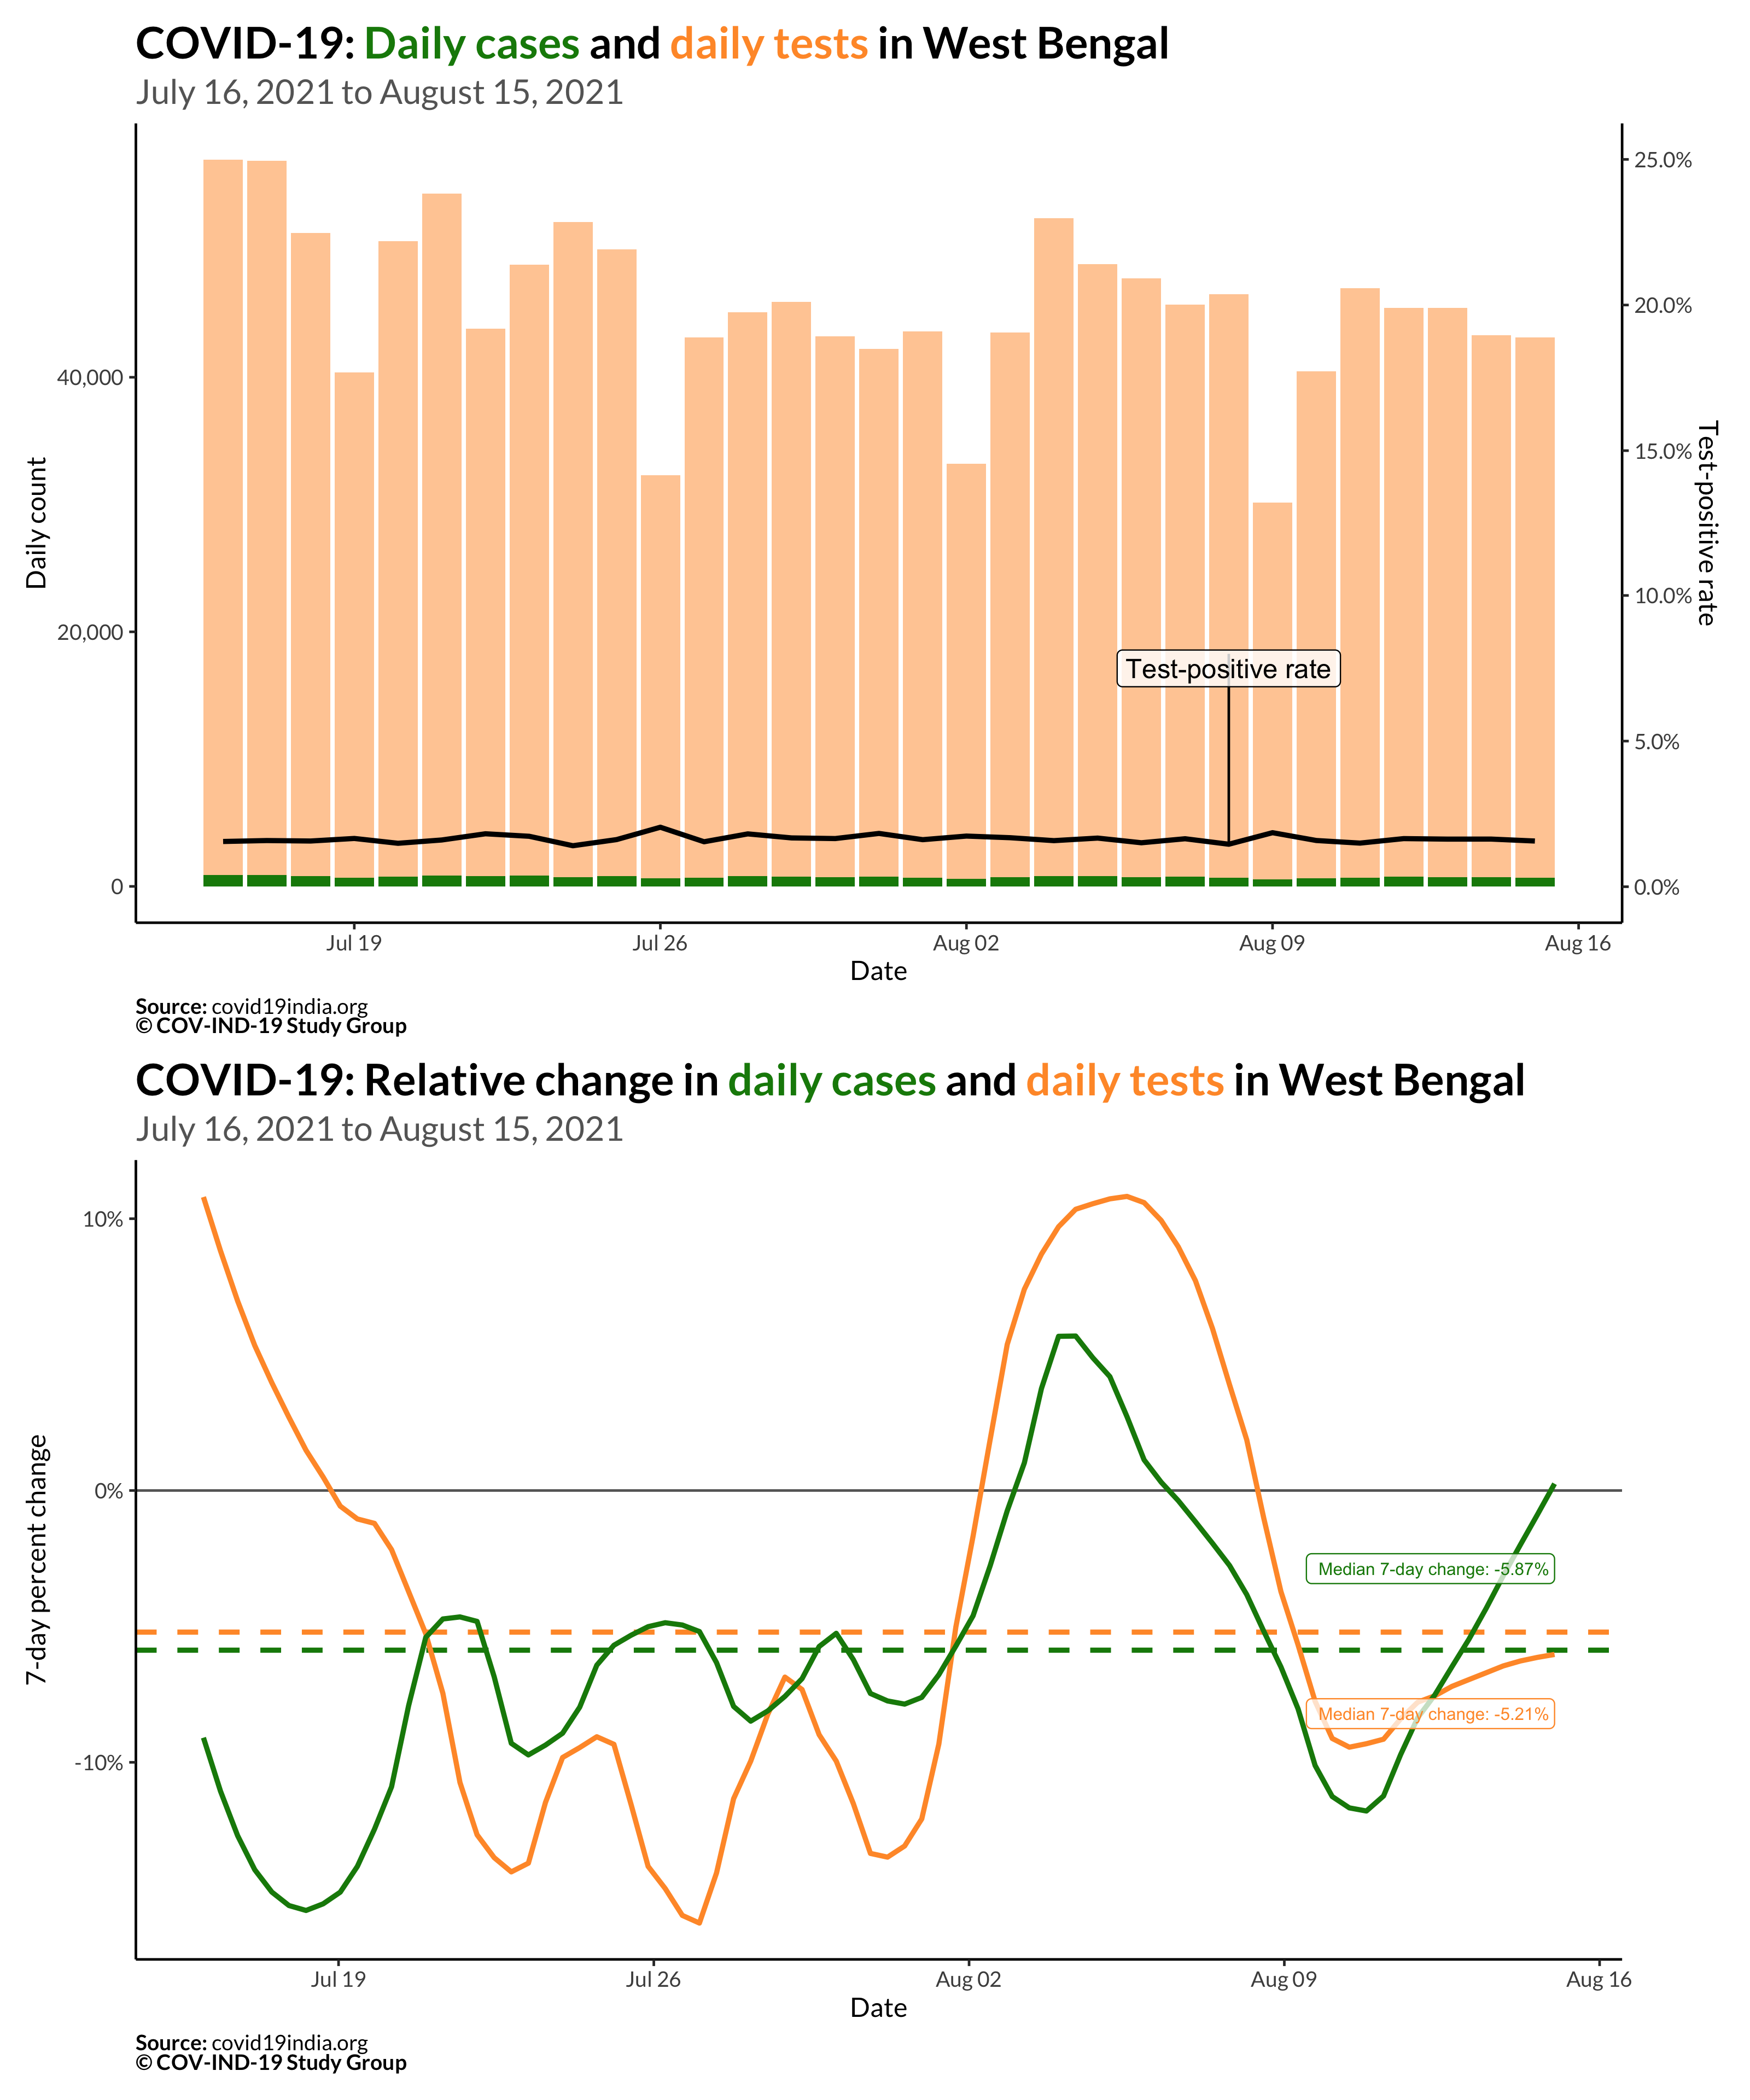 COVID-19: Daily cases and daily tests in West Bengal
July 16, 2021 to August 15, 2021
Daily count
40,000
20,000
0
25.0%
20.0%
15.0%
10.0%
5.0%
0.0%
Test-positive rate
Test-positive rate
Jul 19
Jul 26
Aug 02
Aug 09
Aug 16
Date
Source: covid19india.org
© COV-IND-19 Study Group
COVID-19: Relative change in daily cases and daily tests in West Bengal
July 16, 2021 to August 15, 2021
7-day percent change
10%
0%
-10%
Median 7-day change: -5.87%
Median 7-day change: -5.21%
Jul 19
Jul 26
Aug 02
Aug 09
Aug 16
Date
Source: covid19india.org
© COV-IND-19 Study Group